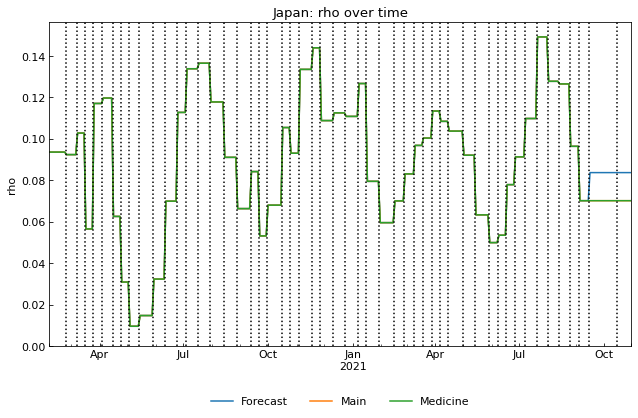 Japan: rho over time
rho
0.14
0.12
0.10
0.08
0.06
0.04
0.02
0.00
Apr Jul Oct Jan Apr Jul Oct
2021
Forecast Main Medicine